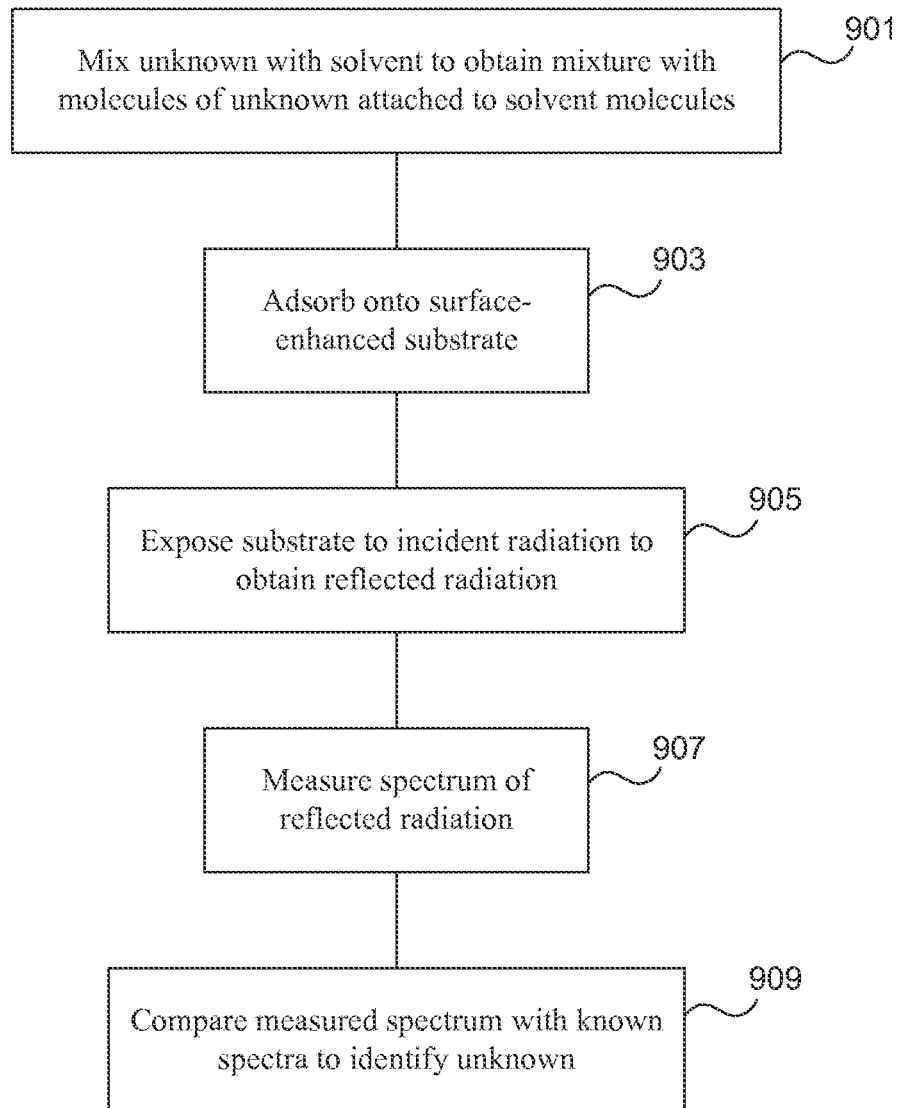 901
Mix unknown with solvent to obtain mixture with
molecules of unknown attached to solvent molecules
903
Adsorb onto surface-
enhanced substrate
905
Expose substrate to incident radiation to
obtain reflected radiation
907
Measure spectrum of
reflected radiation
909
Compare measured spectrum with known
spectra to identify unknown